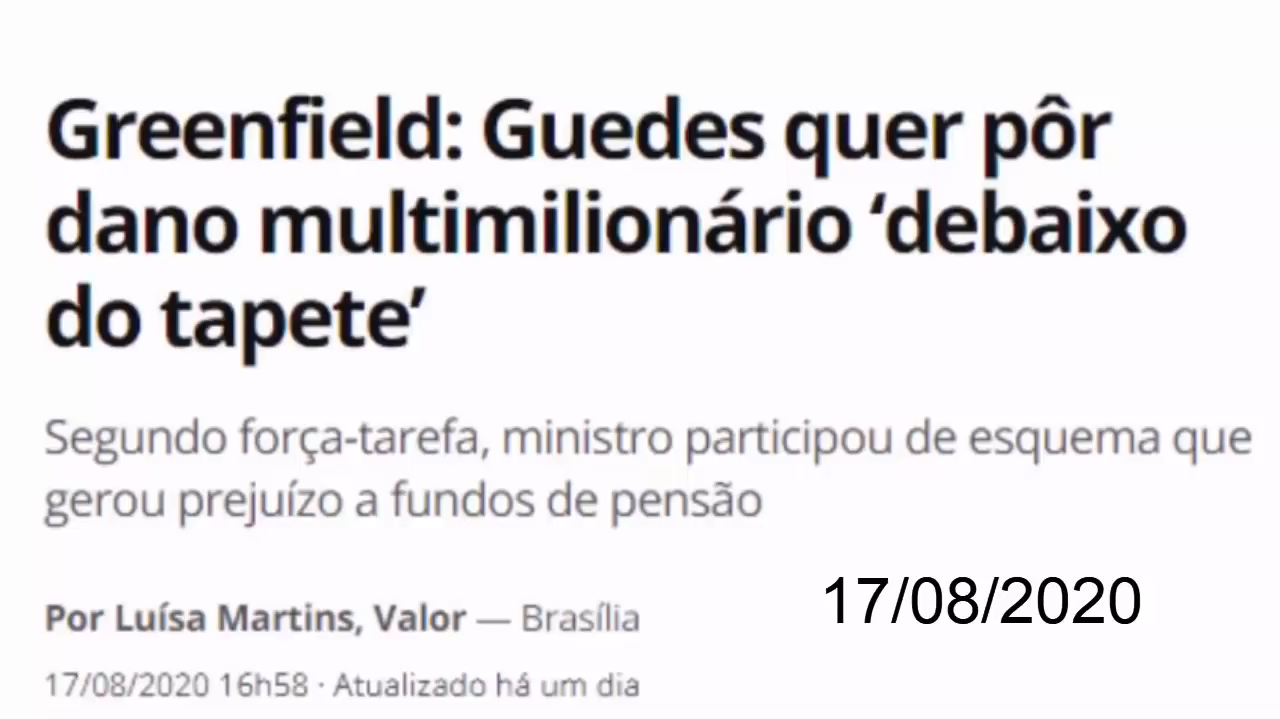 Greenfield: Guedes quer pôr
dano multimilionário ‘debaixo
do tapete’
Segundo força-tarefa, ministro participou de esquema que
gerou prejuízo a fundos de pensão
Por Luísa Martins, Valor — Brasília
17/08/2020
17/08/2020 16h58 · Atualizado há um dia